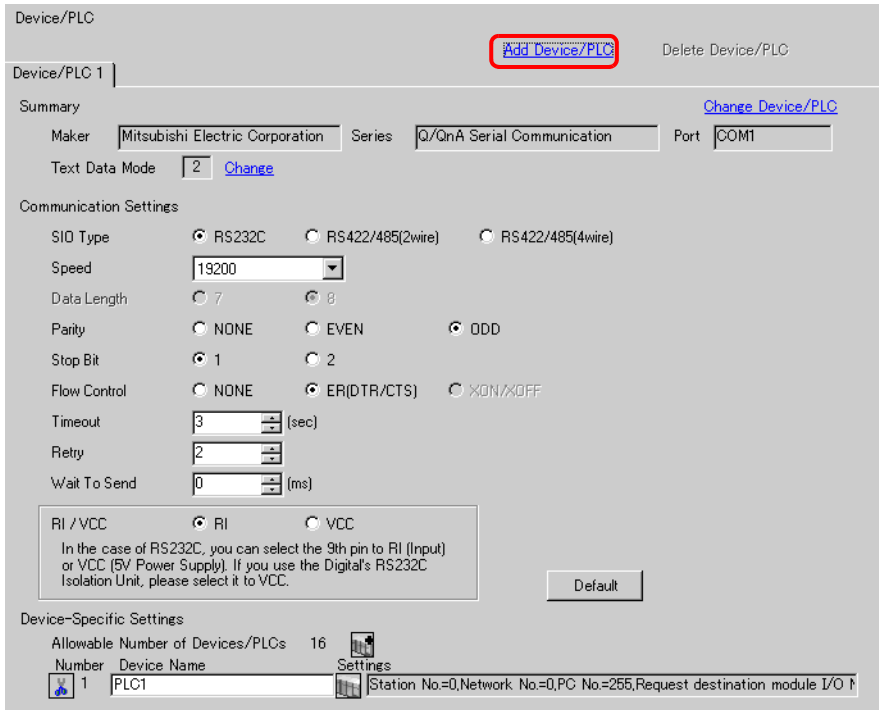 Device/PLC
Add Device/PLC Delete Device/PLC
Device/PLC 1
Summary Change Device/PLC
Maker Mitsubishi Electric Corporation Series Q/QnA Serial Communication Port COM1
Text Data Mode 2 Change
Communication Settings
SIO Type RS232C RS422/485(2wire) RS422/485(4wire)
Speed 19200
Data Length 7 8
Parity NONE EVEN ODD
Stop Bit 1 2
Flow Control NONE ER(DTR/CTS) XON/XOFF
Timeout 3 (sec)
Retry 2
Wait To Send 0 (ms)
RI / VCC RI VCC
In the case of RS232C, you can select the 9th pin to RI (Input)
or VCC (5V Power Supply). If you use the Digital's RS232C
Isolation Unit, please select it to VCC.
Default
Device-Specific Settings
Allowable Number of Devices/PLCs 16
Number Device Name Settings
1 PLC1 Station No.=0,Network No.=0,PC No.=255,Request destination module I/O